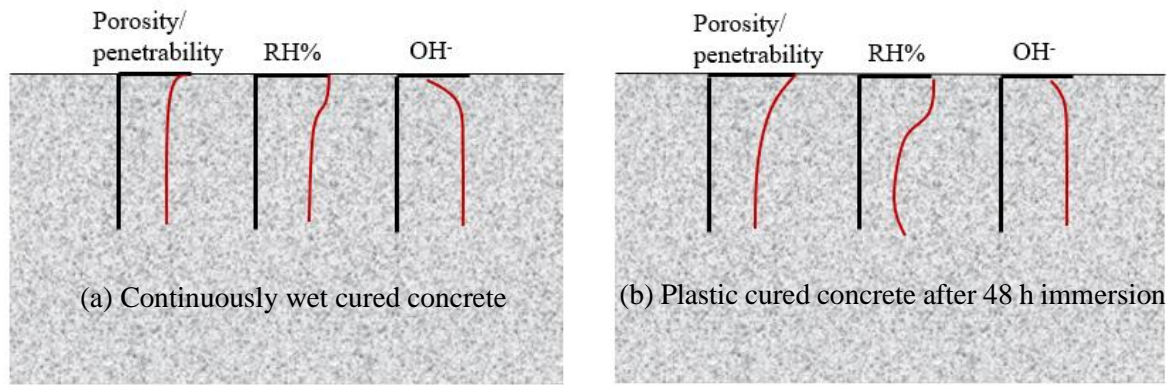 Porosity/
penetrability
RH%
OH-
(a) Continuously wet cured concrete
Porosity/
penetrability
RH%
OH-
(b) Plastic cured concrete after 48 h immersion